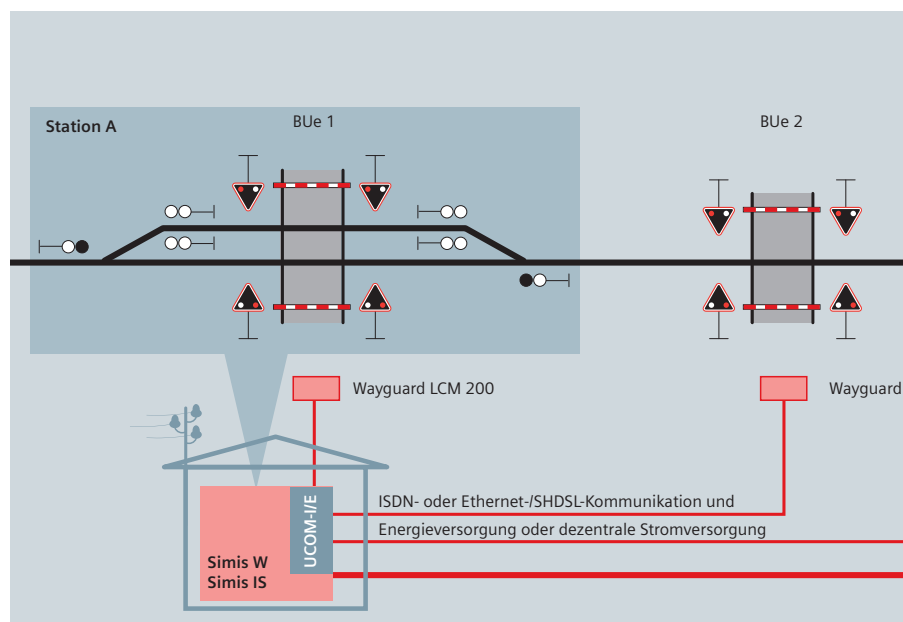 Station A
BUe 1
BUe 2
Wayguard LCM 200
Wayguard
ISDN- oder Ethernet-/SHDSL-Kommunikation und
Energieversorgung oder dezentrale Stromversorgung
UCOM-I/E
Simis W
Simis IS